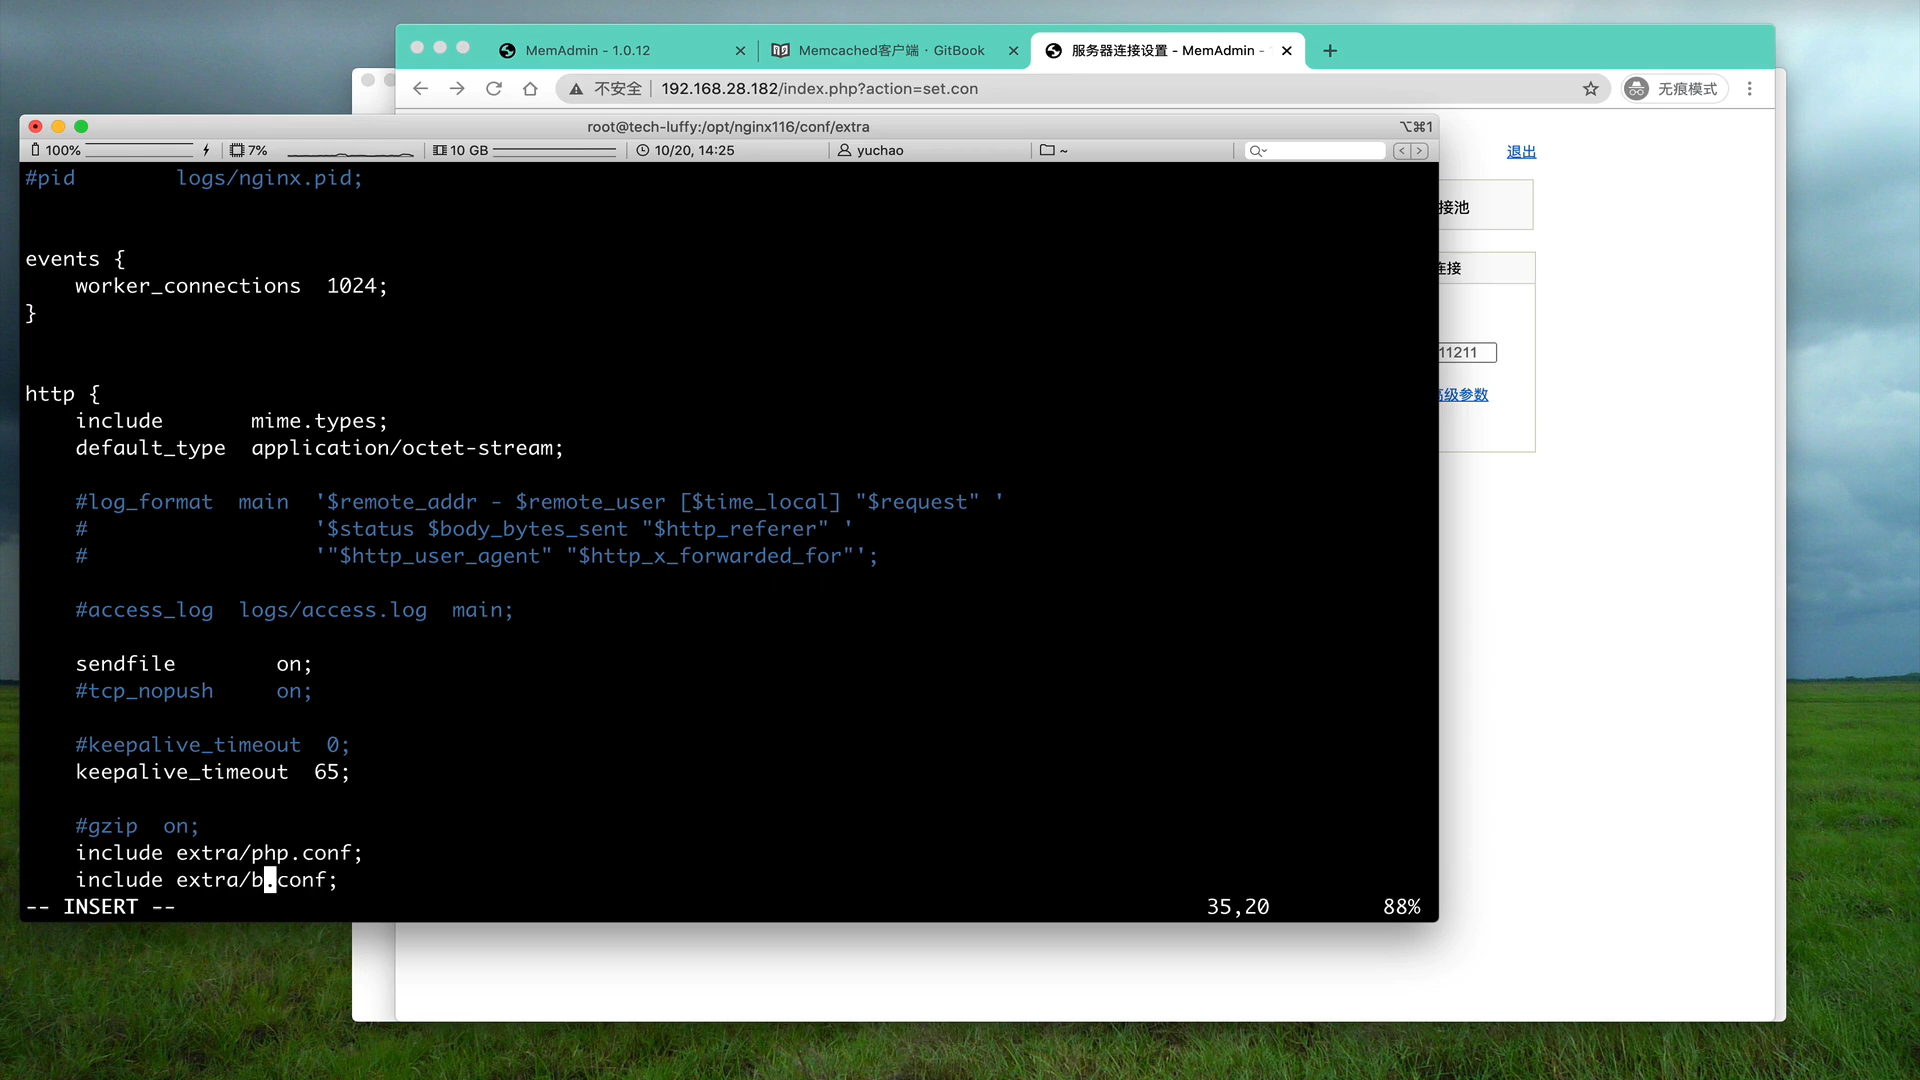 MemAdmin - 1.0.12
Memcached客户端 · GitBook
服务器连接设置 - MemAdmin -
不安全
192.168.28.182/index.php?action=set.con
无痕模式
root@tech-luffy:/opt/nginx116/conf/extra
⌥⌘1
100%
7%
10 GB
10/20, 14:25
yuchao
~
退出
接池
连接
11211
高级参数
#pid        logs/nginx.pid;
events {
    worker_connections  1024;
}
http {
    include       mime.types;
    default_type  application/octet-stream;
    #log_format  main  '$remote_addr - $remote_user [$time_local] "$request" '
    #                  '$status $body_bytes_sent "$http_referer" '
    #                  '"$http_user_agent" "$http_x_forwarded_for"';
    #access_log  logs/access.log  main;
    sendfile        on;
    #tcp_nopush     on;
    #keepalive_timeout  0;
    keepalive_timeout  65;
    #gzip  on;
    include extra/php.conf;
    include extra/b.conf;
-- INSERT --
35,20
88%